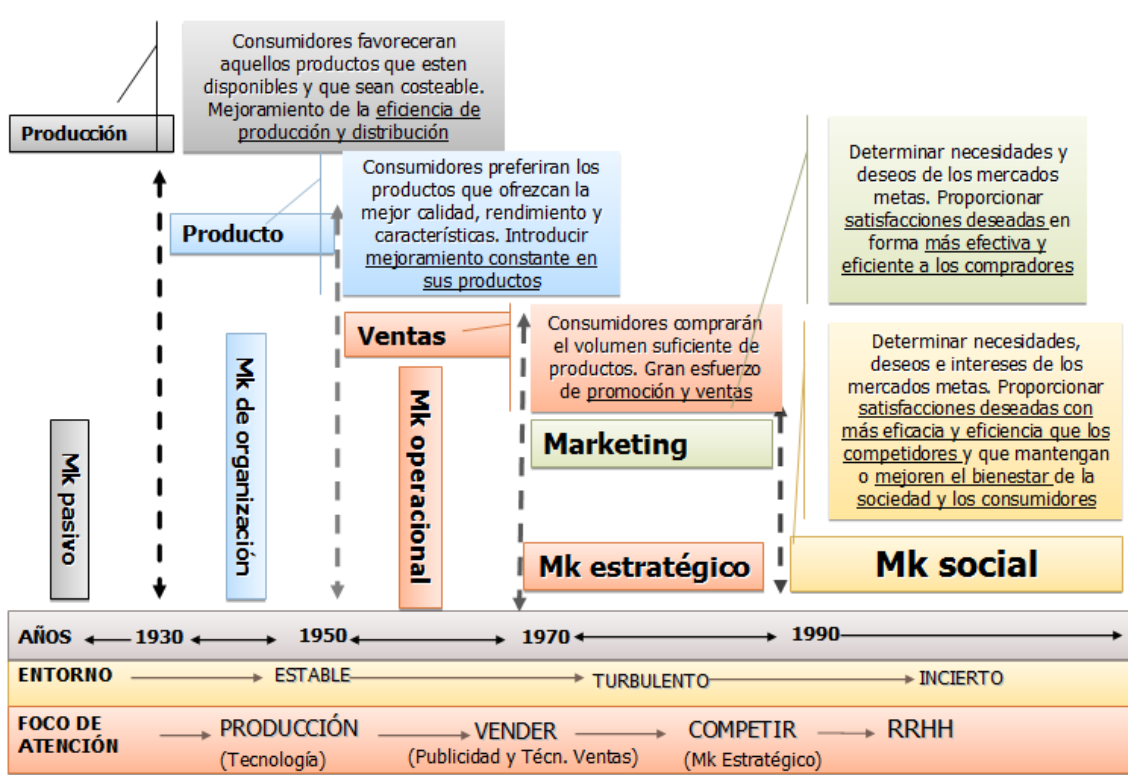 Producción
Consumidores favoreceran
aquellos productos que esten
disponibles y que sean costeable.
Mejoramiento de la eficiencia de
producción y distribución
Producto
Consumidores preferiran los
productos que ofrezcan la
mejor calidad, rendimiento y
características. Introducir
mejoramiento constante en
sus productos
Ventas
Consumidores comprarán
el volumen suficiente de
productos. Gran esfuerzo
de promoción y ventas
Marketing
Determinar necesidades y
deseos de los mercados
metas. Proporcionar
satisfacciones deseadas en
forma más efectiva y
eficiente a los compradores
Determinar necesidades,
deseos e intereses de los
mercados metas. Proporcionar
satisfacciones deseadas con
más eficacia y eficiencia que los
competidores y que mantengan
o mejoren el bienestar de la
sociedad y los consumidores
Mk pasivo
Mk de organización
Mk operacional
Mk estratégico
Mk social
AÑOS 1930 1950 1970 1990
ENTORNO ESTABLE TURBULENTO INCIERTO
FOCO DE
ATENCIÓN
PRODUCCIÓN
(Tecnología)
VENDER
(Publicidad y Técn. Ventas)
COMPETIR
(Mk Estratégico)
RRHH